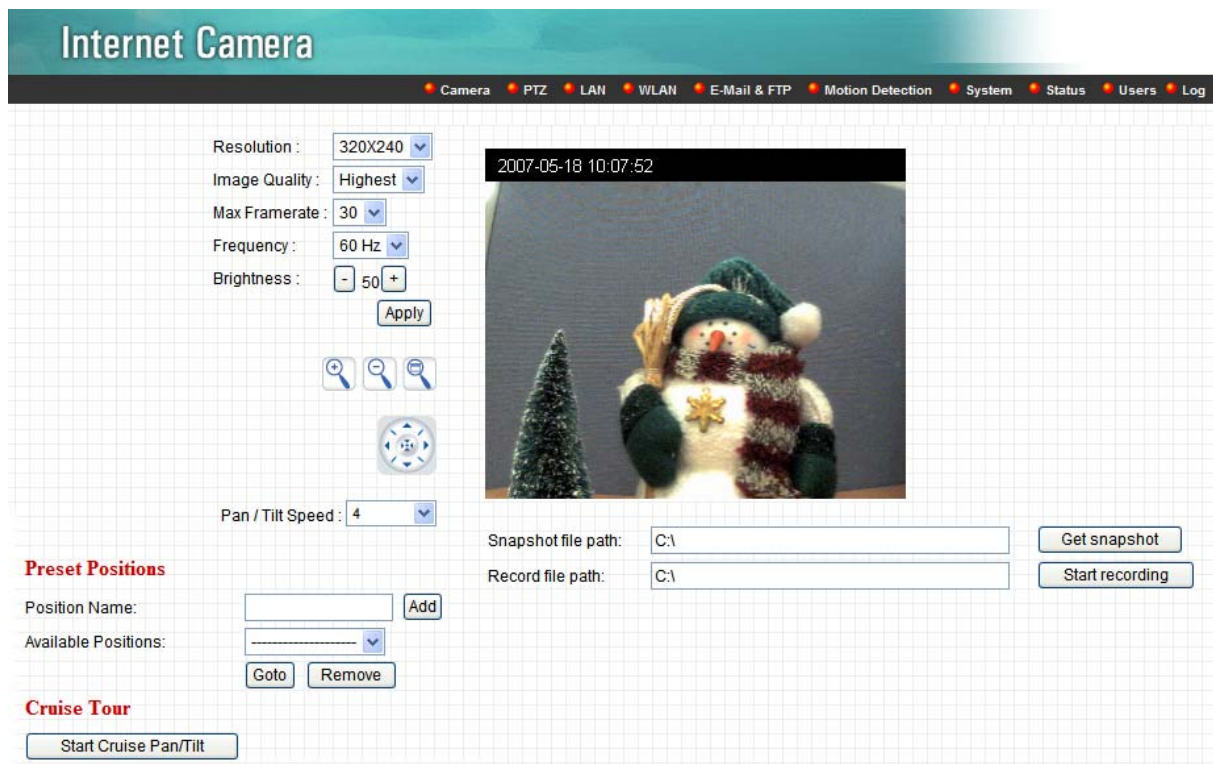 Internet Camera
Camera PTZ LAN WLAN E-Mail & FTP Motion Detection System Status Users Log
Resolution : 320X240
Image Quality : Highest
Max Framerate : 30
Frequency : 60 Hz
Brightness : - 50 +
Apply
2007-05-18 10:07:52
Pan / Tilt Speed : 4
Snapshot file path: C:\ Get snapshot
Record file path: C:\ Start recording
Preset Positions
Position Name: Add
Available Positions: --------------------
Goto Remove
Cruise Tour
Start Cruise Pan/Tilt